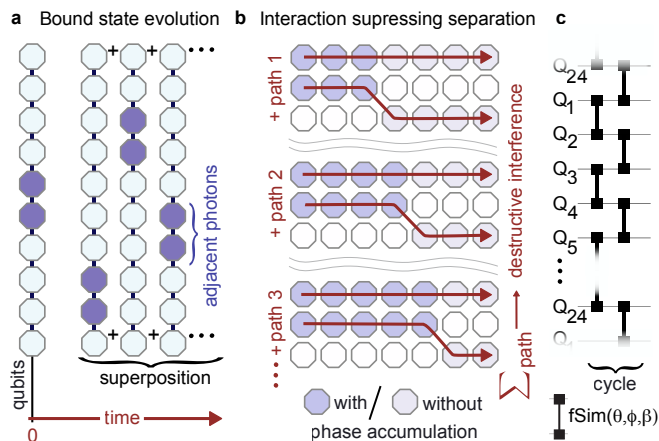 a Bound state evolution
+ + •••
adjacent photons
+ + •••
qubits
superposition
0 time
b Interaction supressing separation
+ path 1
+ path 2
•••• + path 3
destructive interference
∑ path
with / without
phase accumulation
c
Q24
Q1
Q2
Q3
Q4
Q5
•••
Q24
cycle
fSim(θ,ϕ,β)